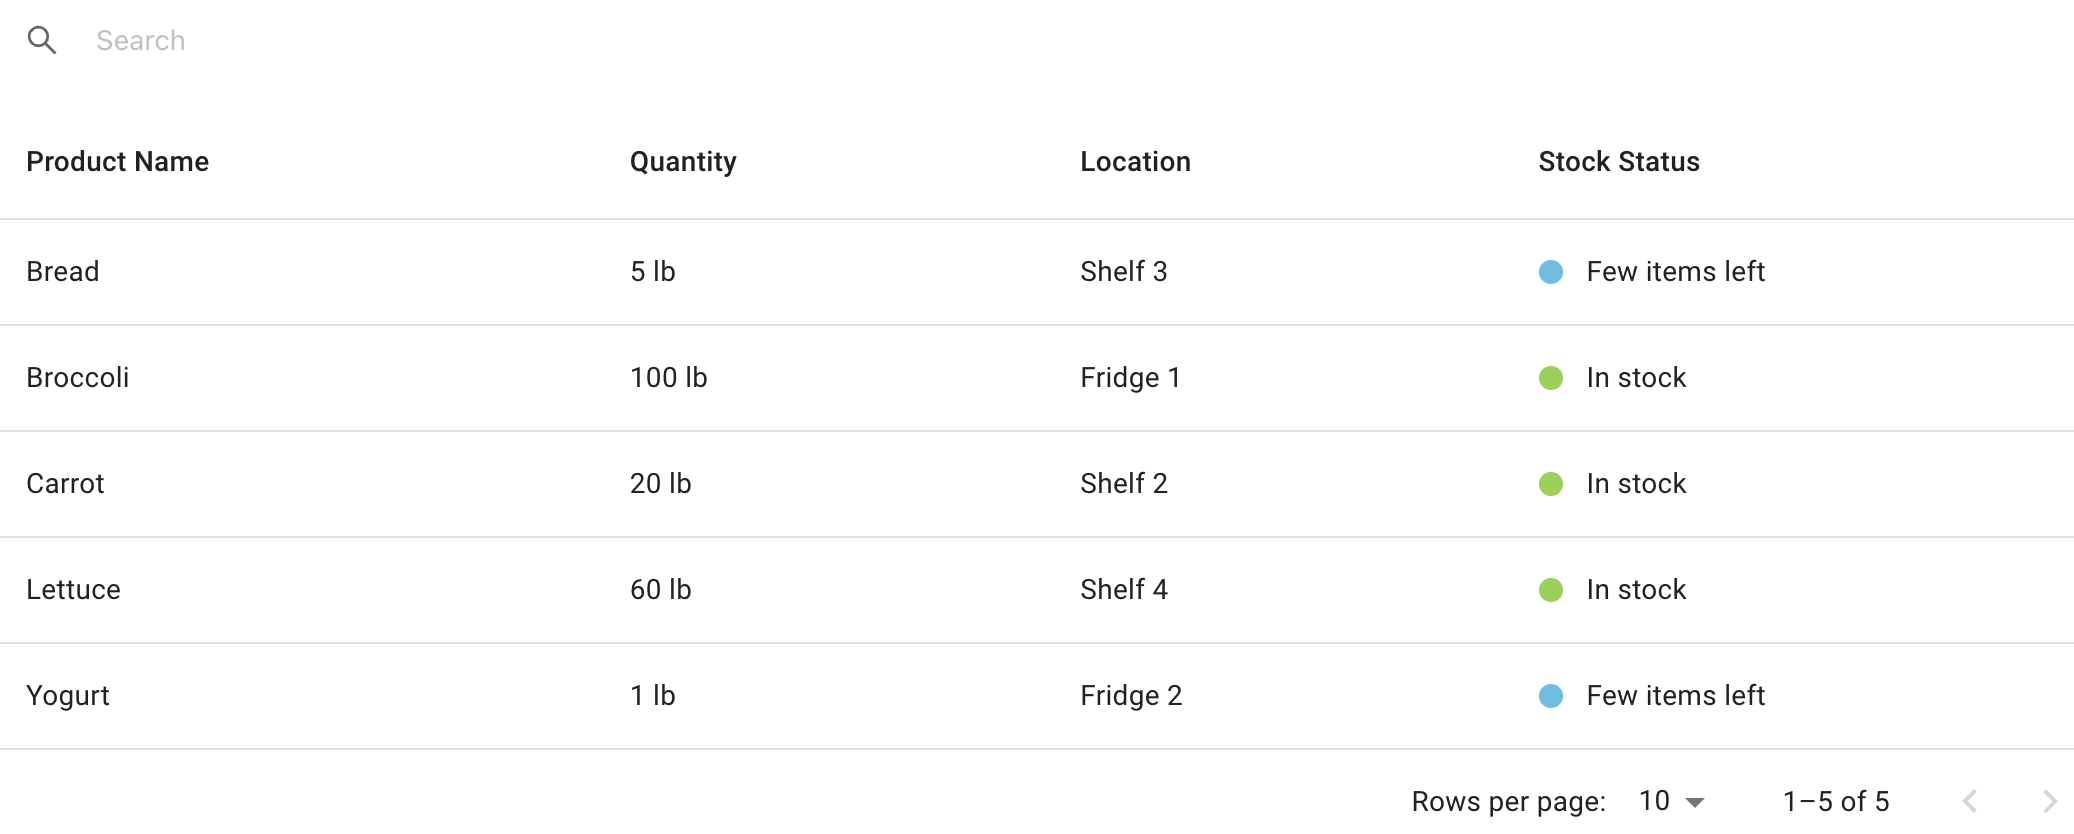 Search
Product Name Quantity Location Stock Status
Bread 5 lb Shelf 3 Few items left
Broccoli 100 lb Fridge 1 In stock
Carrot 20 lb Shelf 2 In stock
Lettuce 60 lb Shelf 4 In stock
Yogurt 1 lb Fridge 2 Few items left
Rows per page: 10 1–5 of 5